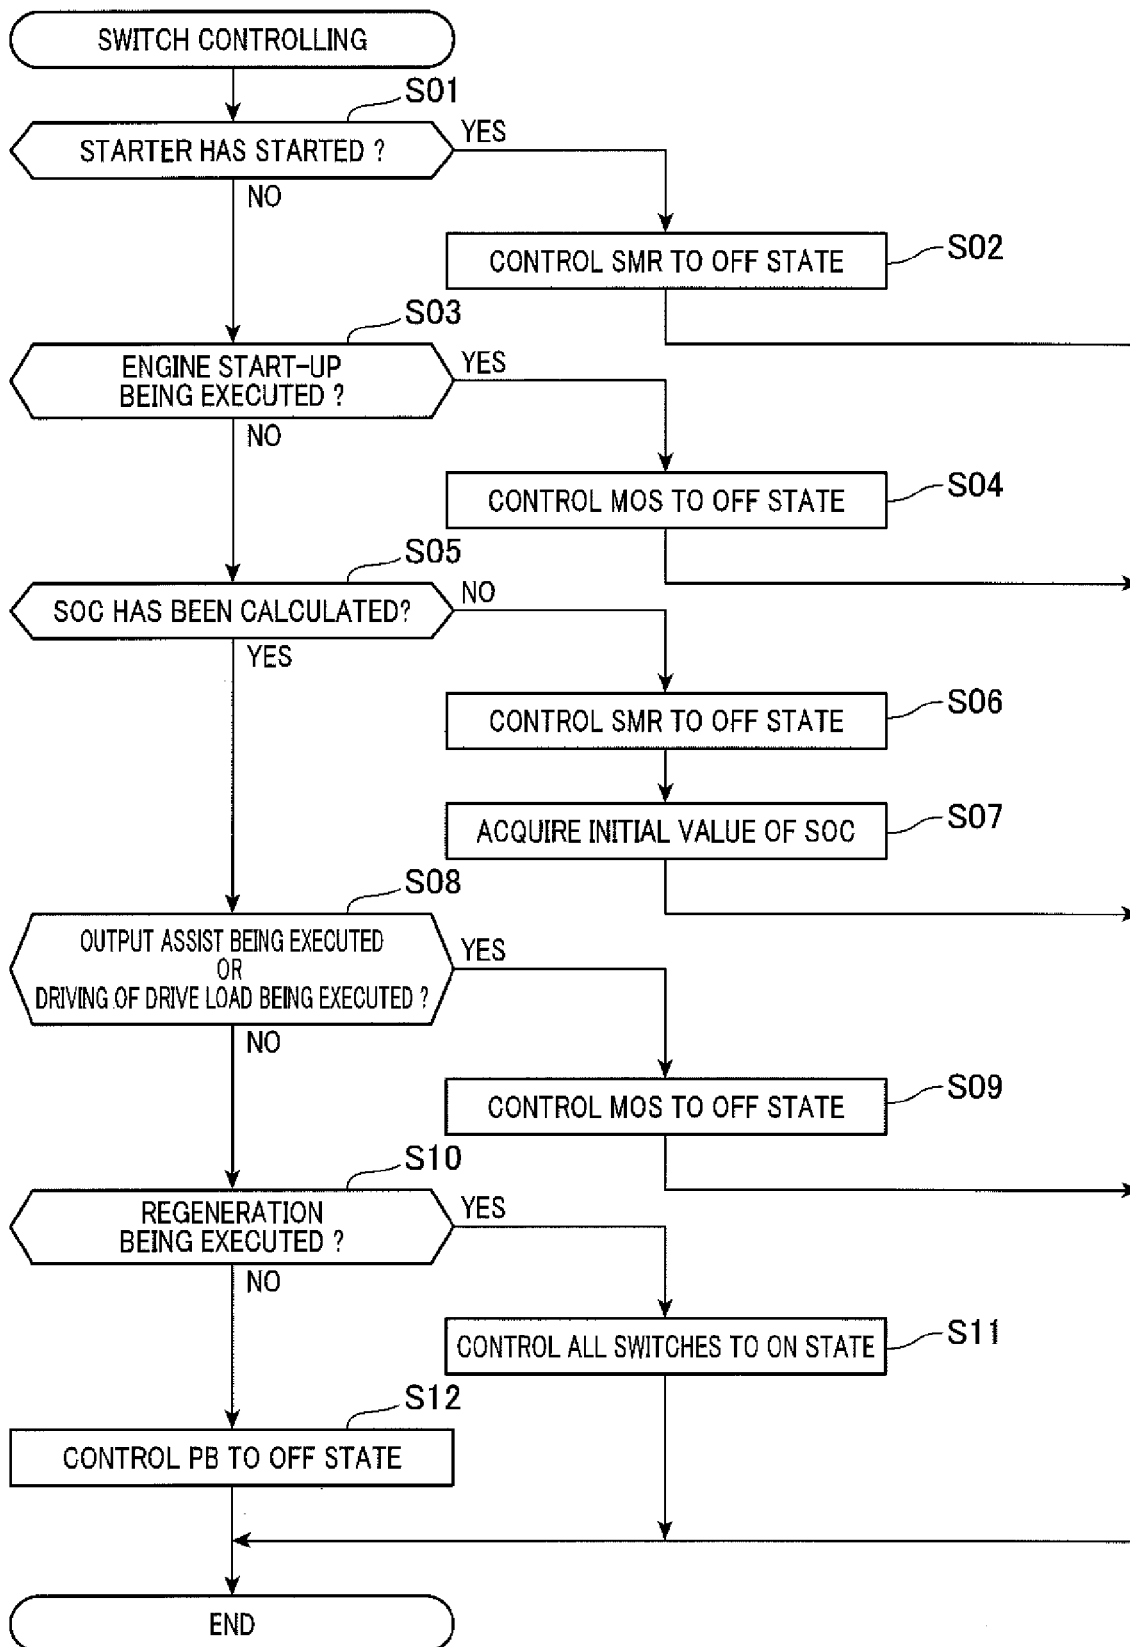 SWITCH CONTROLLING
S01
STARTER HAS STARTED ?
YES
NO
CONTROL SMR TO OFF STATE
S02
S03
ENGINE START-UP
BEING EXECUTED ?
YES
NO
CONTROL MOS TO OFF STATE
S04
S05
SOC HAS BEEN CALCULATED?
NO
YES
CONTROL SMR TO OFF STATE
S06
ACQUIRE INITIAL VALUE OF SOC
S07
S08
OUTPUT ASSIST BEING EXECUTED
OR
DRIVING OF DRIVE LOAD BEING EXECUTED ?
YES
NO
CONTROL MOS TO OFF STATE
S09
S10
REGENERATION
BEING EXECUTED ?
YES
NO
CONTROL ALL SWITCHES TO ON STATE
S11
S12
CONTROL PB TO OFF STATE
END